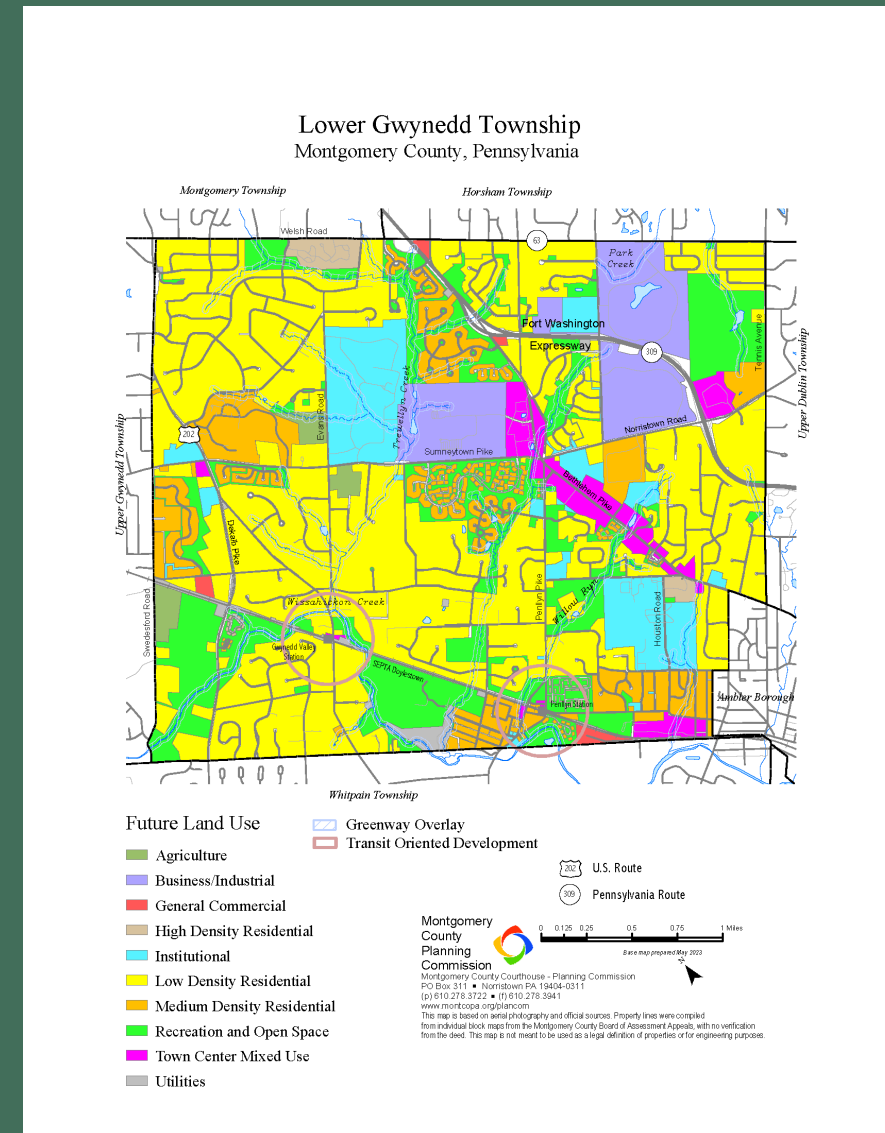 Lower Gwynedd Township
Montgomery County, Pennsylvania
Montgomery Township
Horsham Township
Welsh Road
63
Park
Creek
Fort Washington
Expressway
309
Tennis Avenue
Upper Dublin Township
Trewellyn Creek
Evans Road
202
Upper Gwynedd Township
Norristown Road
Sumneytown Pike
Bethlehem Pike
Dekalb Pike
Penllyn Pike
Willow Run
Houston Road
Swedesford Road
Wissahickon Creek
Gwynedd Valley
Station
SEPTA Doylestown
Penllyn Station
Ambler Borough
Whitpain Township
Future Land Use
Greenway Overlay
Transit Oriented Development
Agriculture
Business/Industrial
General Commercial
High Density Residential
Institutional
Low Density Residential
Medium Density Residential
Recreation and Open Space
Town Center Mixed Use
Utilities
202 U.S. Route
309 Pennsylvania Route
Montgomery
County
Planning
Commission
0 0.125 0.25 0.5 0.75 1 Miles
Base map prepared May 2023
N
Montgomery County Courthouse - Planning Commission
PO Box 311 ▪ Norristown PA 19404-0311
(p) 610.278.3722 ▪ (f) 610.278.3941
www.montcopa.org/plancom
This map is based on aerial photography and official sources. Property lines were compiled
from individual block maps from the Montgomery County Board of Assessment Appeals, with no verification
from the deed. This map is not meant to be used as a legal definition of properties or for engineering purposes.